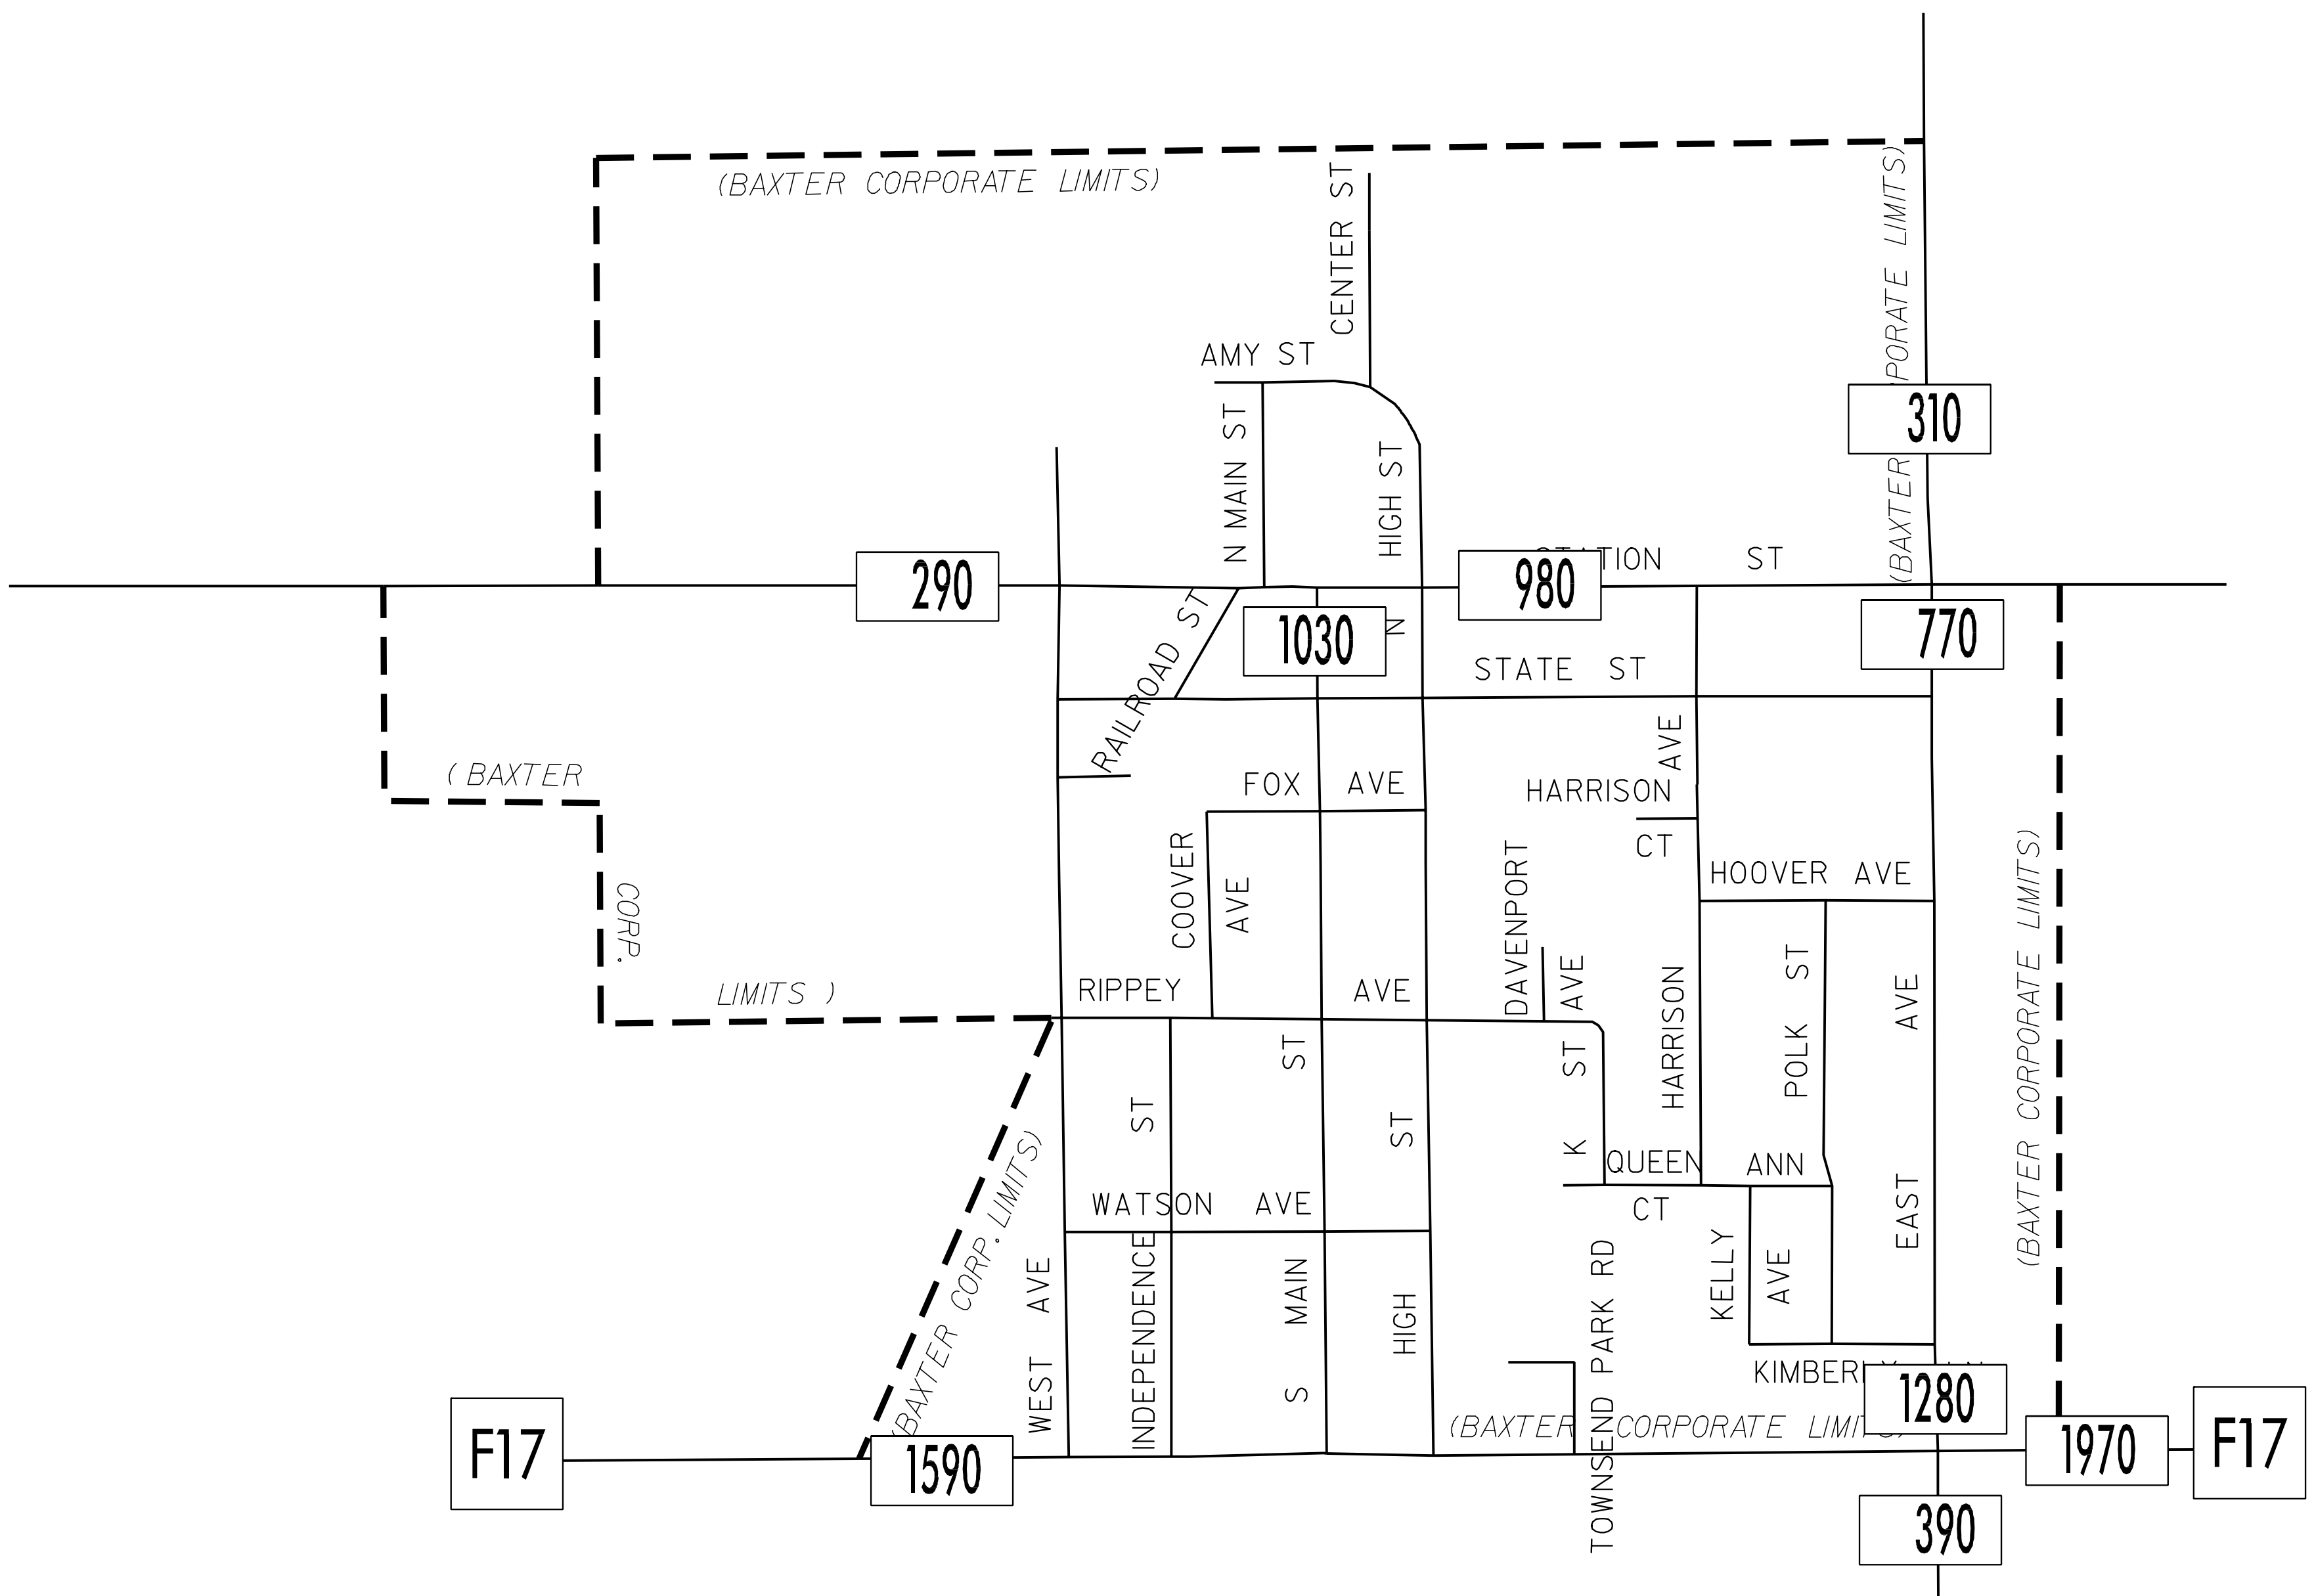 (BAXTER CORPORATE LIMITS)
CENTER ST
(BAXTER PORATE LIMITS)
AMY ST
310
N MAIN ST
HIGH ST
290
980
TION ST
1030
N
770
RAILROAD ST
STATE ST
AVE
(BAXTER
FOX AVE
HARRISON
CT
COOVER
AVE
DAVENPORT
AVE
HOOVER AVE
(BAXTER CORPORATE LIMITS)
CORP.
LIMITS )
RIPPEY AVE
HARRISON
POLK ST
EAST AVE
ST
ST
K ST
ST
QUEEN ANN
CT
WATSON AVE
(BAXTER CORP. LIMITS)
WEST AVE
INDEPENDENCE
S MAIN
HIGH
TOWNSEND PARK RD
KELLY
AVE
1280
(BAXTER CORPORATE
F17
1590
1970
F17
390